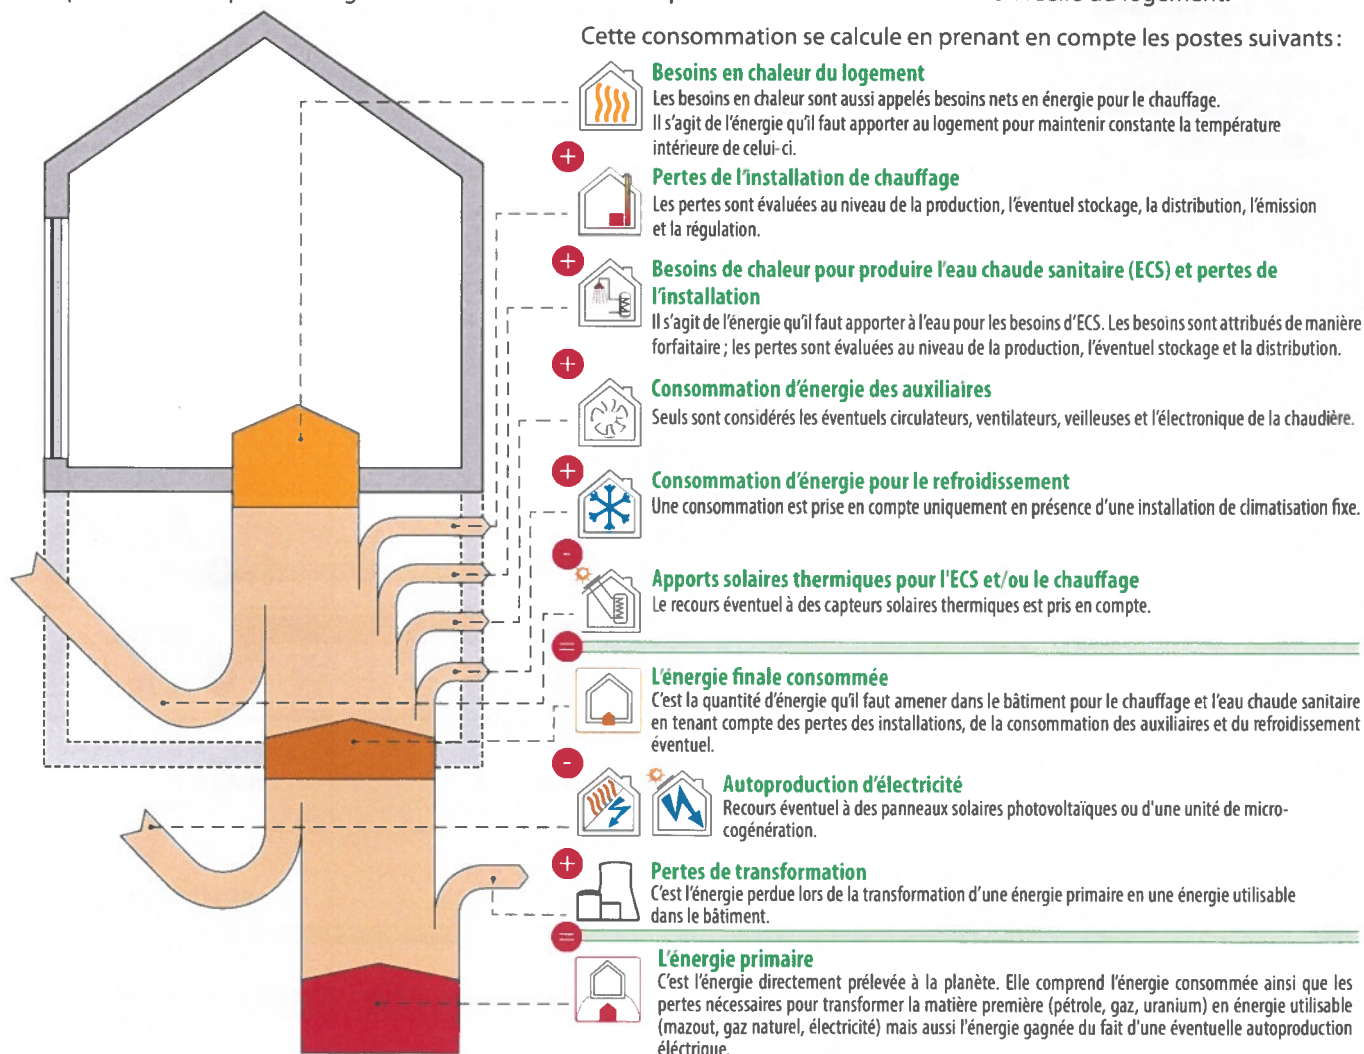 Cette consommation se calcule en prenant en compte les postes suivants :
Besoins en chaleur du logement
Les besoins en chaleur sont aussi appelés besoins nets en énergie pour le chauffage.
Il s'agit de l'énergie qu'il faut apporter au logement pour maintenir constante la température
intérieure de celui-ci.
+
Pertes de l'installation de chauffage
Les pertes sont évaluées au niveau de la production, l'éventuel stockage, la distribution, l'émission
et la régulation.
+
Besoins de chaleur pour produire l'eau chaude sanitaire (ECS) et pertes de
l'installation
Il s'agit de l'énergie qu'il faut apporter à l'eau pour les besoins d'ECS. Les besoins sont attribués de manière
forfaitaire ; les pertes sont évaluées au niveau de la production, l'éventuel stockage et la distribution.
+
Consommation d'énergie des auxiliaires
Seuls sont considérés les éventuels circulateurs, ventilateurs, veilleuses et l'électronique de la chaudière.
+
Consommation d'énergie pour le refroidissement
Une consommation est prise en compte uniquement en présence d'une installation de climatisation fixe.
-
Apports solaires thermiques pour l'ECS et/ou le chauffage
Le recours éventuel à des capteurs solaires thermiques est pris en compte.
=
L'énergie finale consommée
C'est la quantité d'énergie qu'il faut amener dans le bâtiment pour le chauffage et l'eau chaude sanitaire
en tenant compte des pertes des installations, de la consommation des auxiliaires et du refroidissement
éventuel.
-
Autoproduction d'électricité
Recours éventuel à des panneaux solaires photovoltaïques ou d'une unité de micro-
cogénération.
+
Pertes de transformation
C'est l'énergie perdue lors de la transformation d'une énergie primaire en une énergie utilisable
dans le bâtiment.
=
L'énergie primaire
C'est l'énergie directement prélevée à la planète. Elle comprend l'énergie consommée ainsi que les
pertes nécessaires pour transformer la matière première (pétrole, gaz, uranium) en énergie utilisable
(mazout, gaz naturel, électricité) mais aussi l'énergie gagnée du fait d'une éventuelle autoproduction
éléctrique.